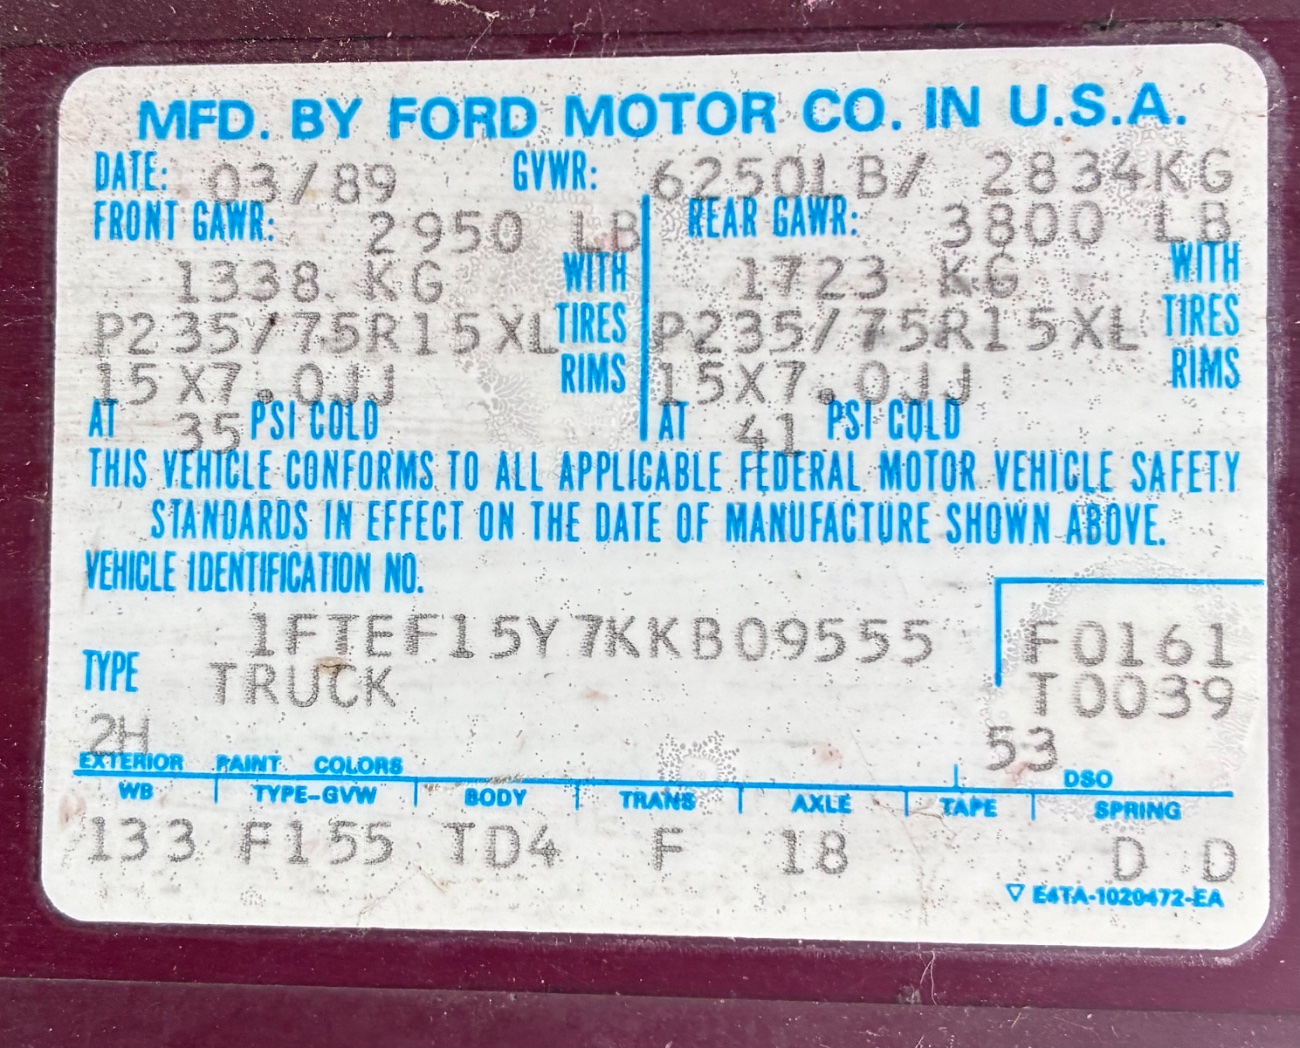 MFD. BY FORD MOTOR CO. IN U.S.A.
DATE: 03/89 GVWR: 6250LB/ 2834KG
FRONT GAWR: 2950 LB REAR GAWR: 3800 LB
1338 KG WITH 1723 KG WITH
P235/75R15XL TIRES P235/75R15XL TIRES
15X7.0JJ RIMS 15X7.0JJ RIMS
AT 35 PSI COLD AT 41 PSI COLD
THIS VEHICLE CONFORMS TO ALL APPLICABLE FEDERAL MOTOR VEHICLE SAFETY
STANDARDS IN EFFECT ON THE DATE OF MANUFACTURE SHOWN ABOVE.
VEHICLE IDENTIFICATION NO.
1FTEF15Y7KKB09555 F0161
TYPE TRUCK T0039
2H 53
EXTERIOR PAINT COLORS DSO
WB TYPE-GVW BODY TRANS AXLE TAPE SPRING
133 F155 TD4 F 18 D D
▽ E4TA-1020472-EA